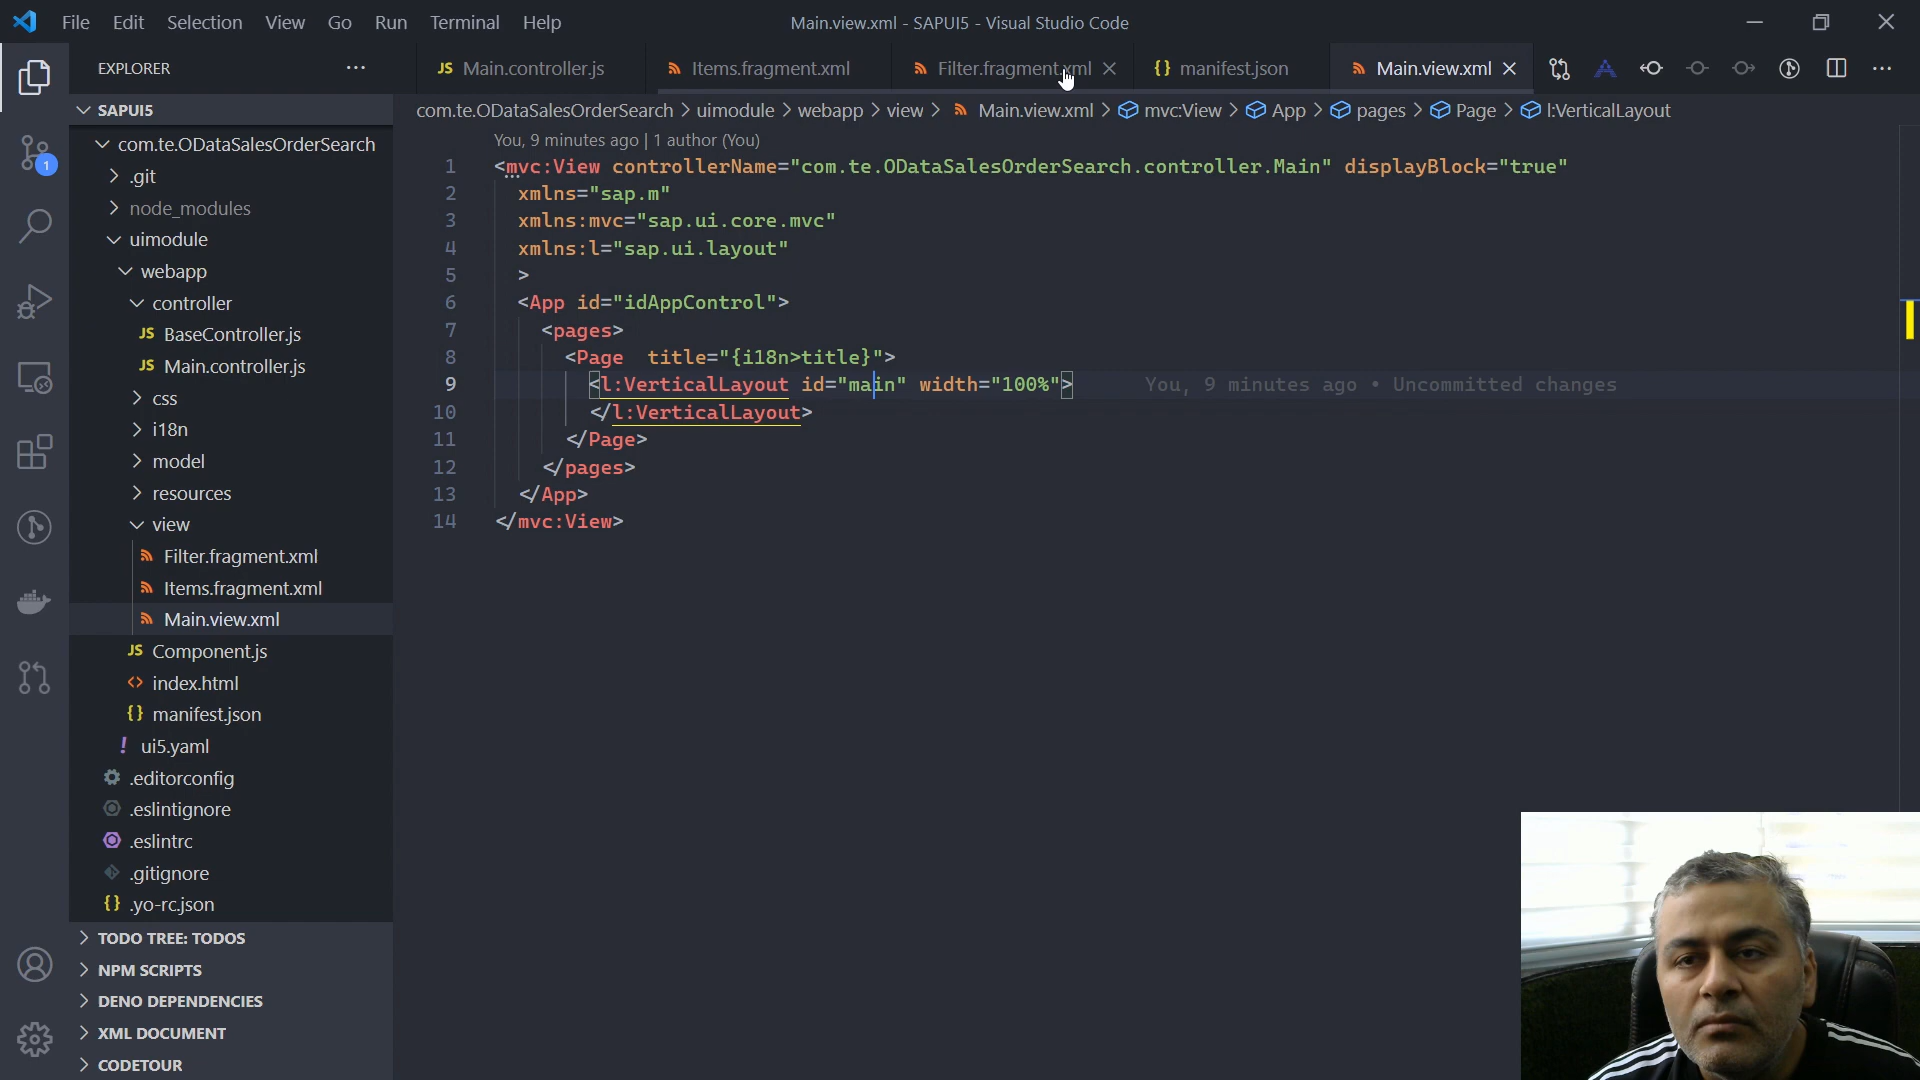 File Edit Selection View Go Run Terminal Help Main.view.xml - SAPUI5 - Visual Studio Code
EXPLORER
Main.controller.js Items.fragment.xml Filter.fragment.xml manifest.json Main.view.xml
SAPUI5
com.te.ODataSalesOrderSearch > uimodule > webapp > view > Main.view.xml > mvc:View > App > pages > Page > l:VerticalLayout
com.te.ODataSalesOrderSearch
.git
node_modules
uimodule
webapp
controller
JS BaseController.js
JS Main.controller.js
css
i18n
model
resources
view
Filter.fragment.xml
Items.fragment.xml
Main.view.xml
JS Component.js
<> index.html
{} manifest.json
! ui5.yaml
.editorconfig
.eslintignore
.eslintrc
.gitignore
{} .yo-rc.json
TODO TREE: TODOS
NPM SCRIPTS
DENO DEPENDENCIES
XML DOCUMENT
CODETOUR
1
You, 9 minutes ago | 1 author (You)
1 <mvc:View controllerName="com.te.ODataSalesOrderSearch.controller.Main" displayBlock="true"
2 xmlns="sap.m"
3 xmlns:mvc="sap.ui.core.mvc"
4 xmlns:l="sap.ui.layout"
5 >
6 <App id="idAppControl">
7 <pages>
8 <Page  title="{i18n>title}">
9 <l:VerticalLayout id="main" width="100%"> You, 9 minutes ago • Uncommitted changes
10 </l:VerticalLayout>
11 </Page>
12 </pages>
13 </App>
14 </mvc:View>